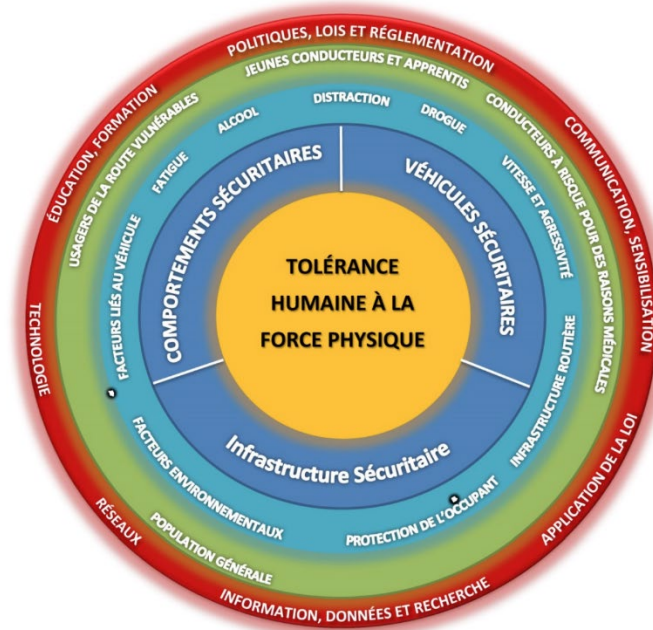 POLITIQUES, LOIS ET RÉGLEMENTATION
COMMUNICATION, SENSIBILISATION
APPLICATION DE LA LOI
INFORMATION, DONNÉES ET RECHERCHE
RÉSEAUX
TECHNOLOGIE
ÉDUCATION, FORMATION
JEUNES CONDUCTEURS ET APPRENTIS
CONDUCTEURS À RISQUE POUR DES RAISONS MÉDICALES
POPULATION GÉNÉRALE
USAGERS DE LA ROUTE VULNÉRABLES
DISTRACTION
DROGUE
VITESSE ET AGRESSIVITÉ
INFRASTRUCTURE ROUTIÈRE
PROTECTION DE L'OCCUPANT
FACTEURS ENVIRONNEMENTAUX
FACTEURS LIÉS AU VÉHICULE
FATIGUE
ALCOOL
COMPORTEMENTS SÉCURITAIRES
VÉHICULES SÉCURITAIRES
Infrastructure Sécuritaire
TOLÉRANCE
HUMAINE À LA
FORCE PHYSIQUE